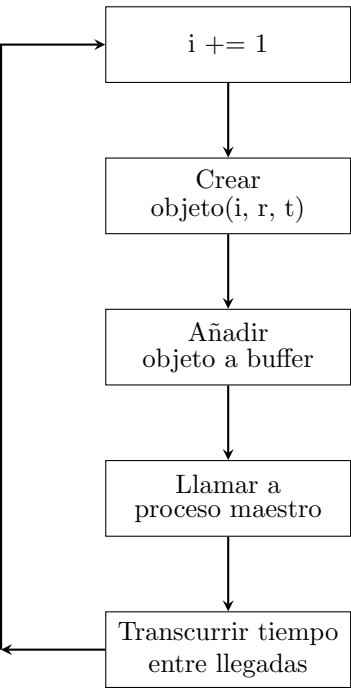 i += 1
Crear
objeto(i, r, t)
Añadir
objeto a buffer
Llamar a
proceso maestro
Transcurrir tiempo
entre llegadas